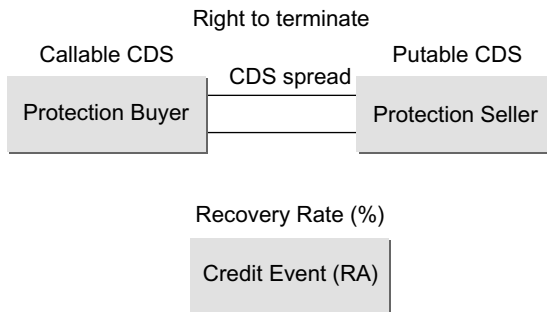 Right to terminate
Callable CDS
Putable CDS
CDS spread
Protection Buyer
Protection Seller
Recovery Rate (%)
Credit Event (RA)